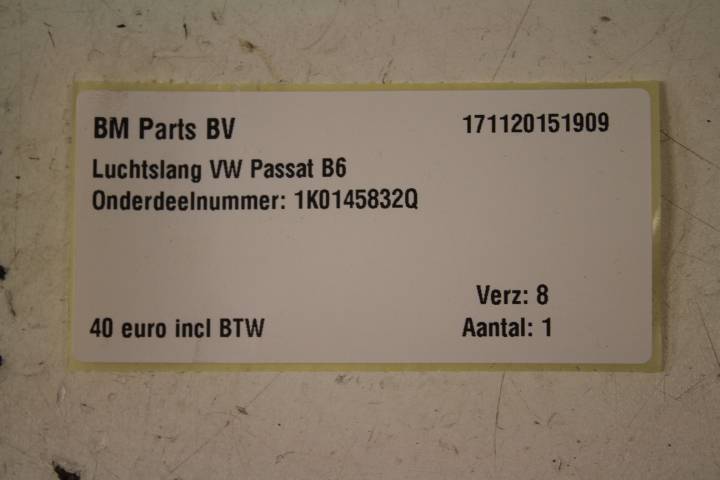 BM Parts BV 171120151909
Luchtslang VW Passat B6
Onderdeelnummer: 1K0145832Q
Verz: 8
40 euro incl BTW Aantal: 1